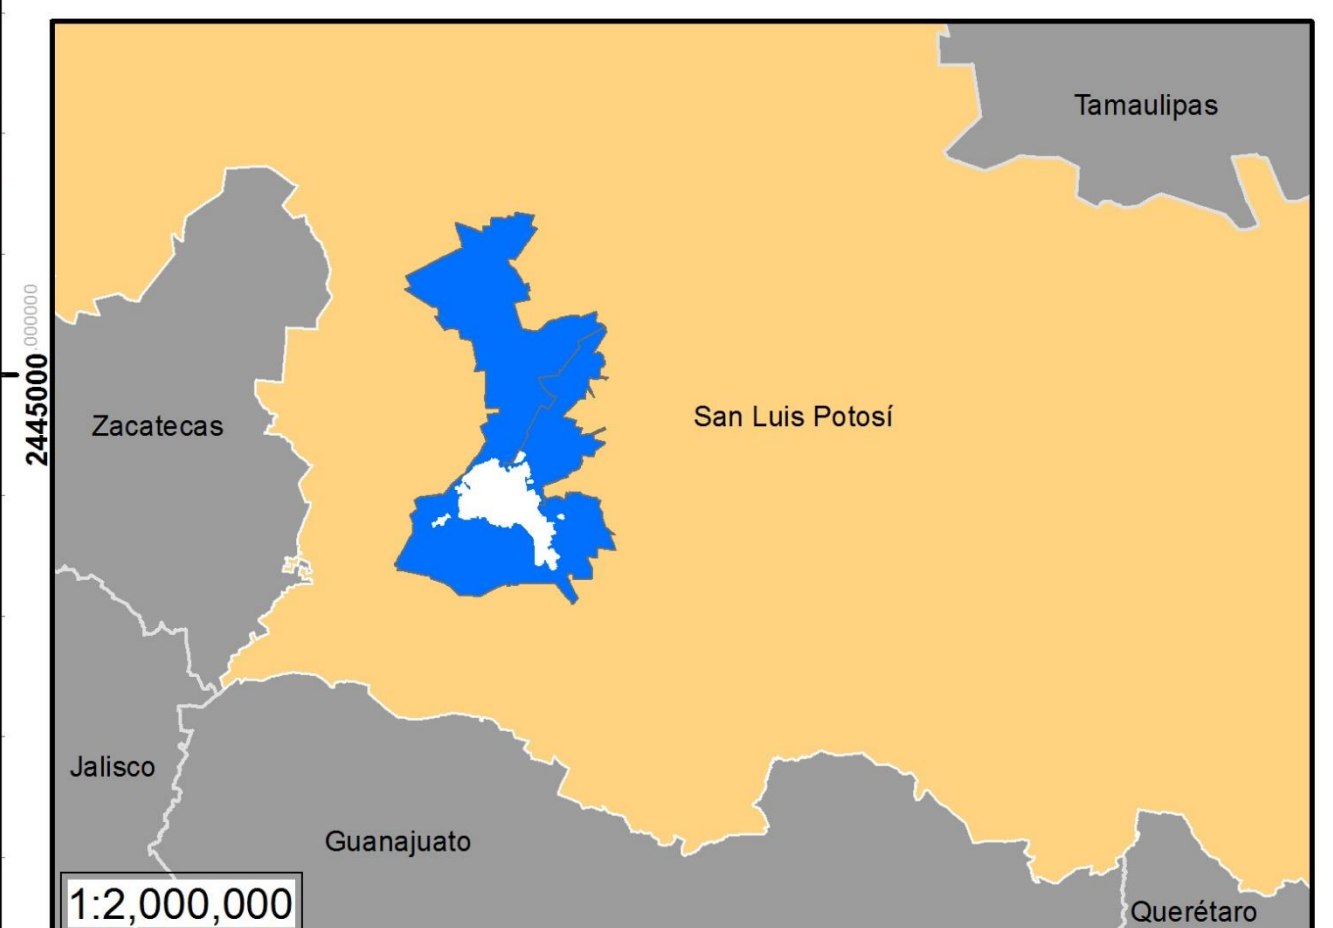 Tamaulipas
2445000.000000
Zacatecas
San Luis Potosí
Jalisco
Guanajuato
1:2,000,000
Querétaro